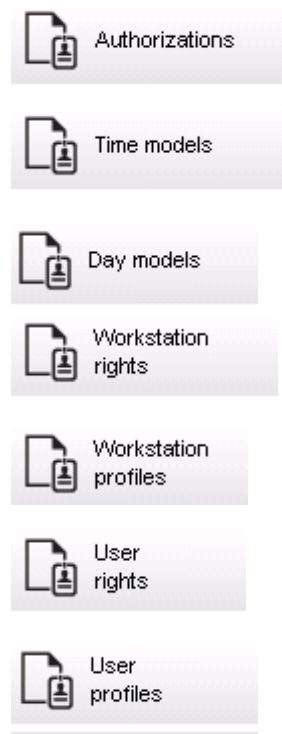 Authorizations
Time models
Day models
Workstation
rights
Workstation
profiles
User
rights
User
profiles